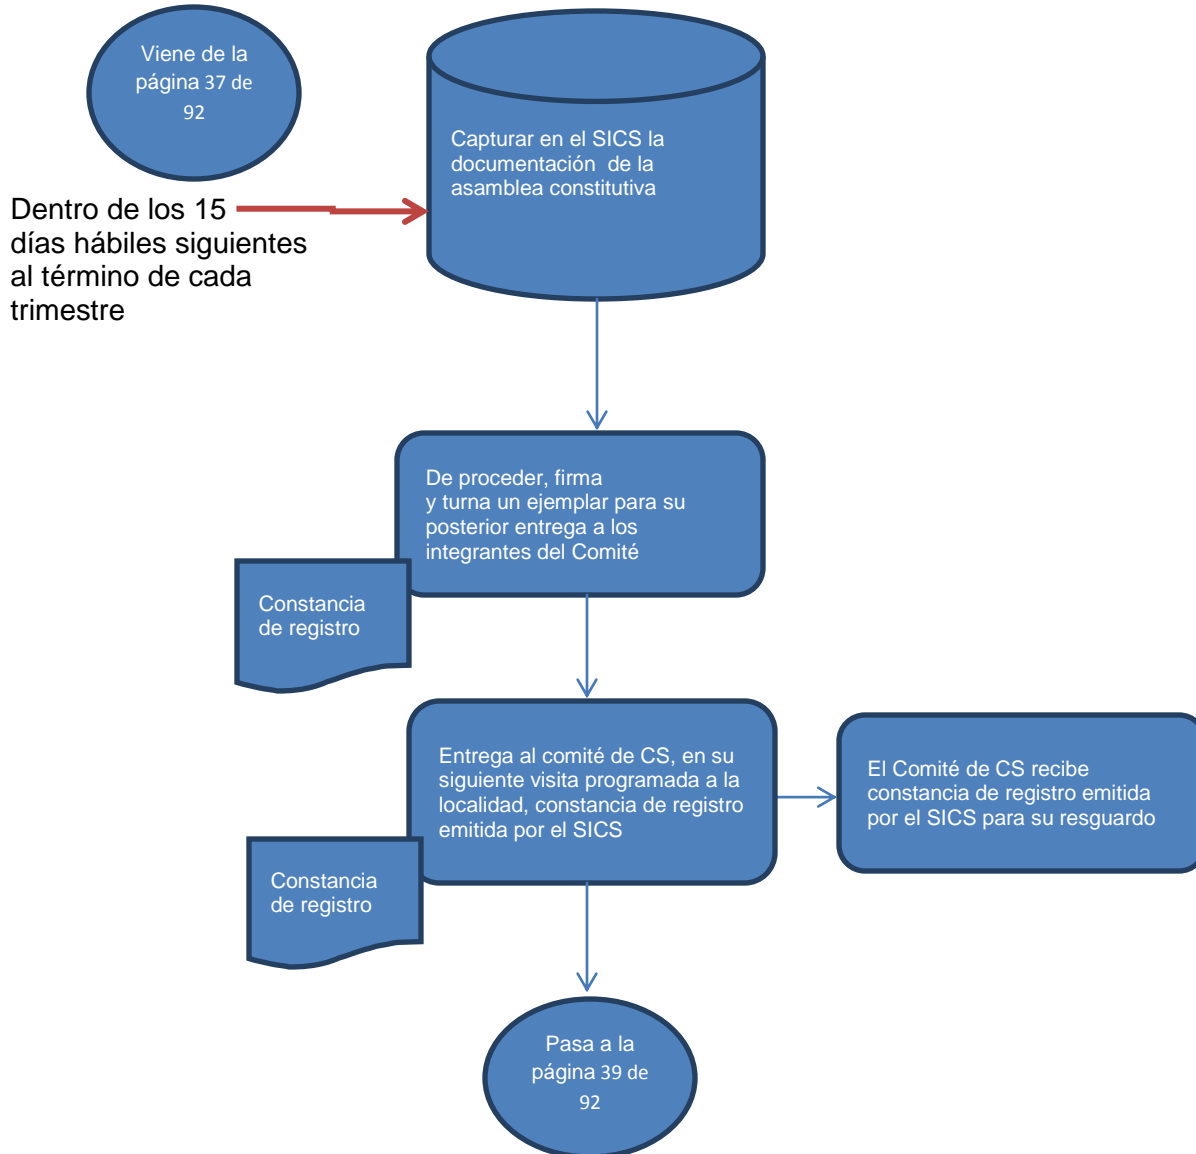 Viene de la
página 37 de
92
Capturar en el SICS la
documentación de la
asamblea constitutiva
Dentro de los 15
días hábiles siguientes
al término de cada
trimestre
De proceder, firma
y turna un ejemplar para su
posterior entrega a los
integrantes del Comité
Constancia
de registro
Entrega al comité de CS, en su
siguiente visita programada a la
localidad, constancia de registro
emitida por el SICS
El Comité de CS recibe
constancia de registro emitida
por el SICS para su resguardo
Constancia
de registro
Pasa a la
página 39 de
92